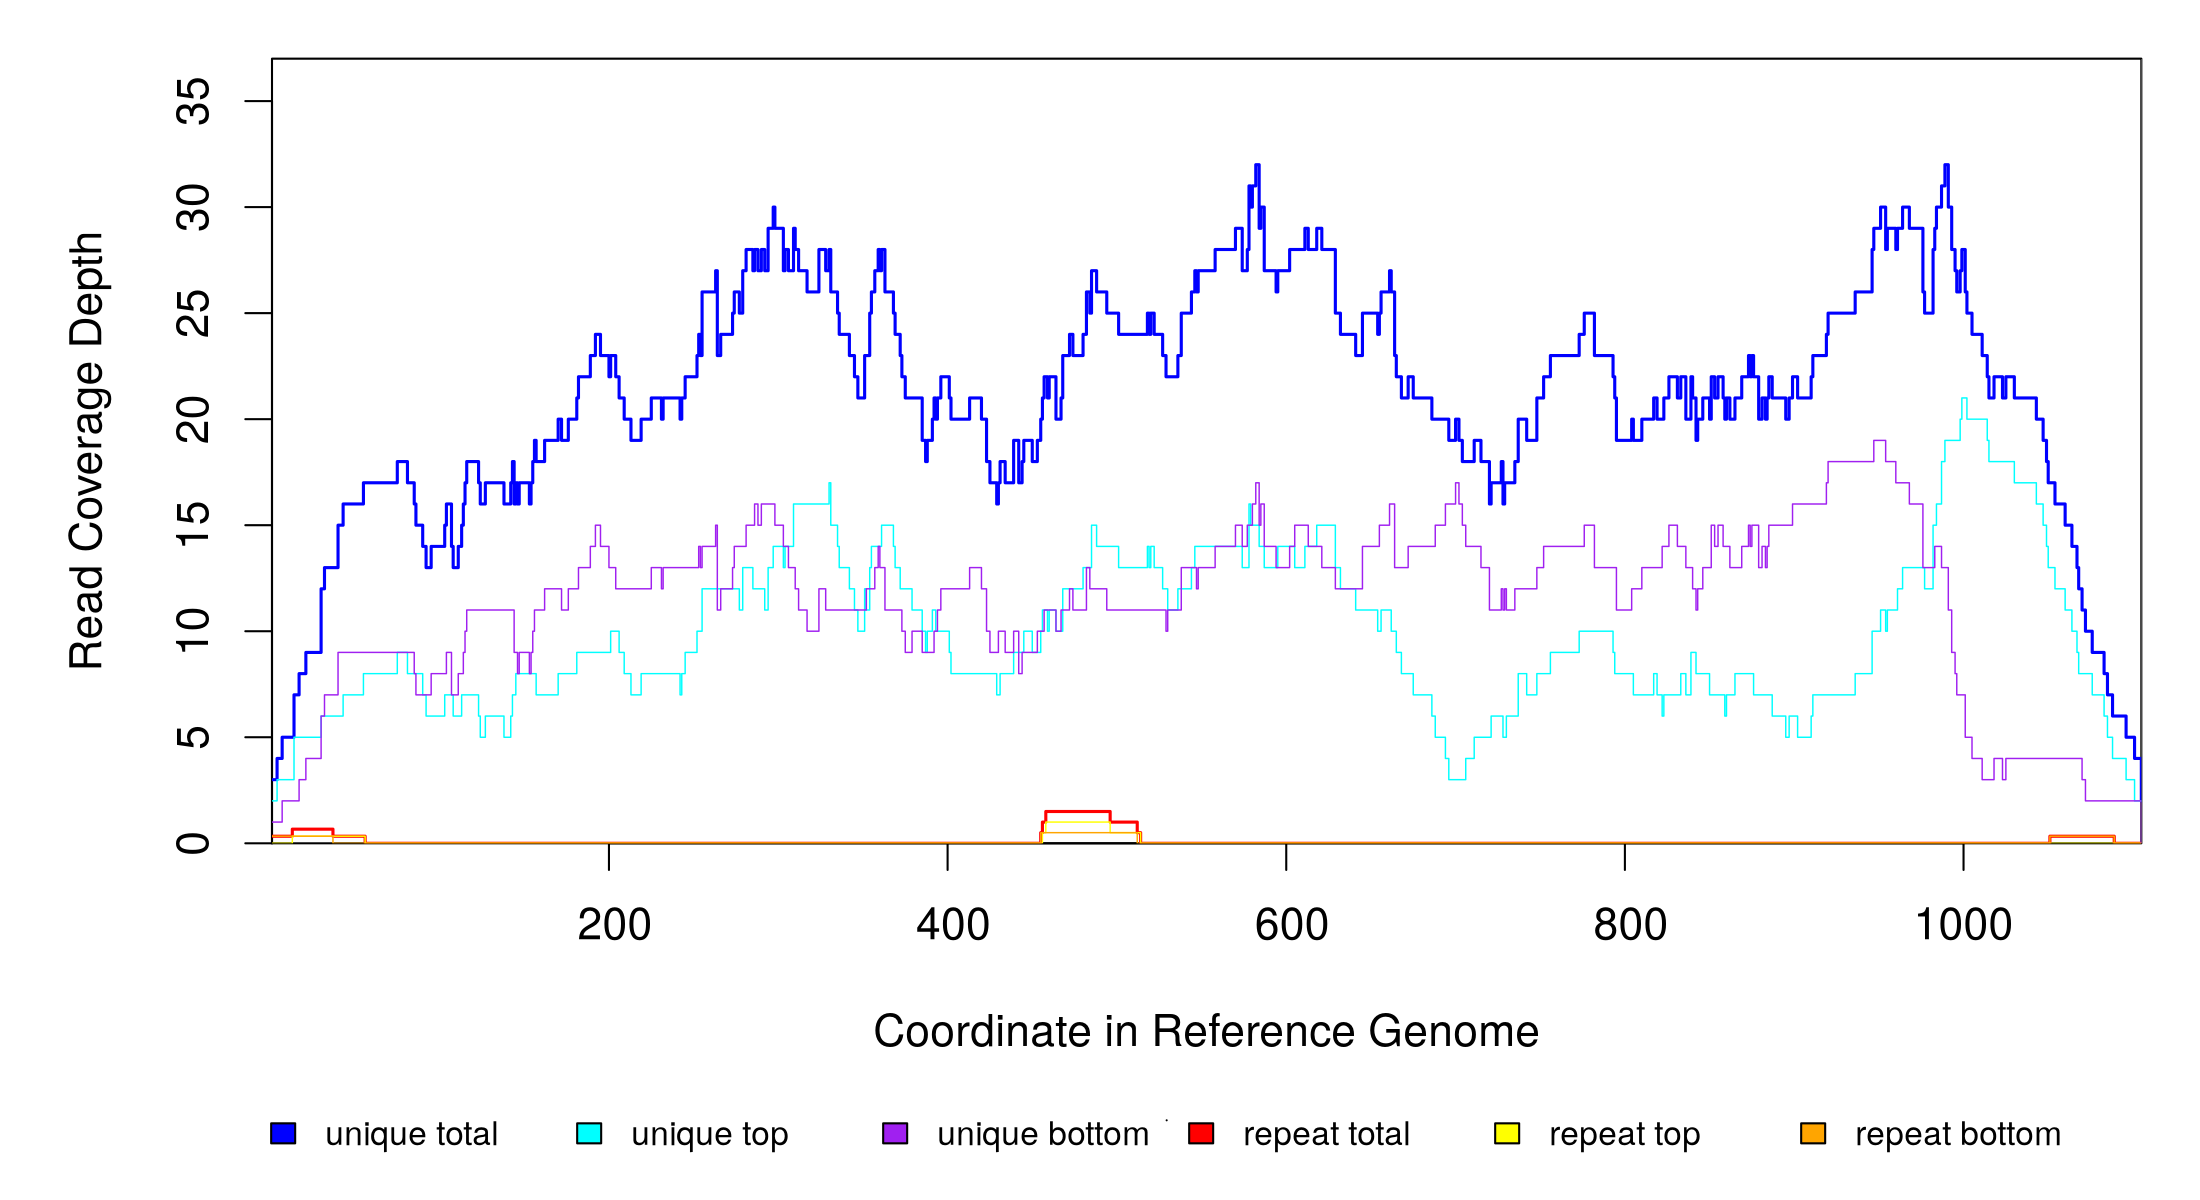 Read Coverage Depth
35
30
25
20
15
10
5
0
200 400 600 800 1000
Coordinate in Reference Genome
unique total unique top unique bottom repeat total repeat top repeat bottom